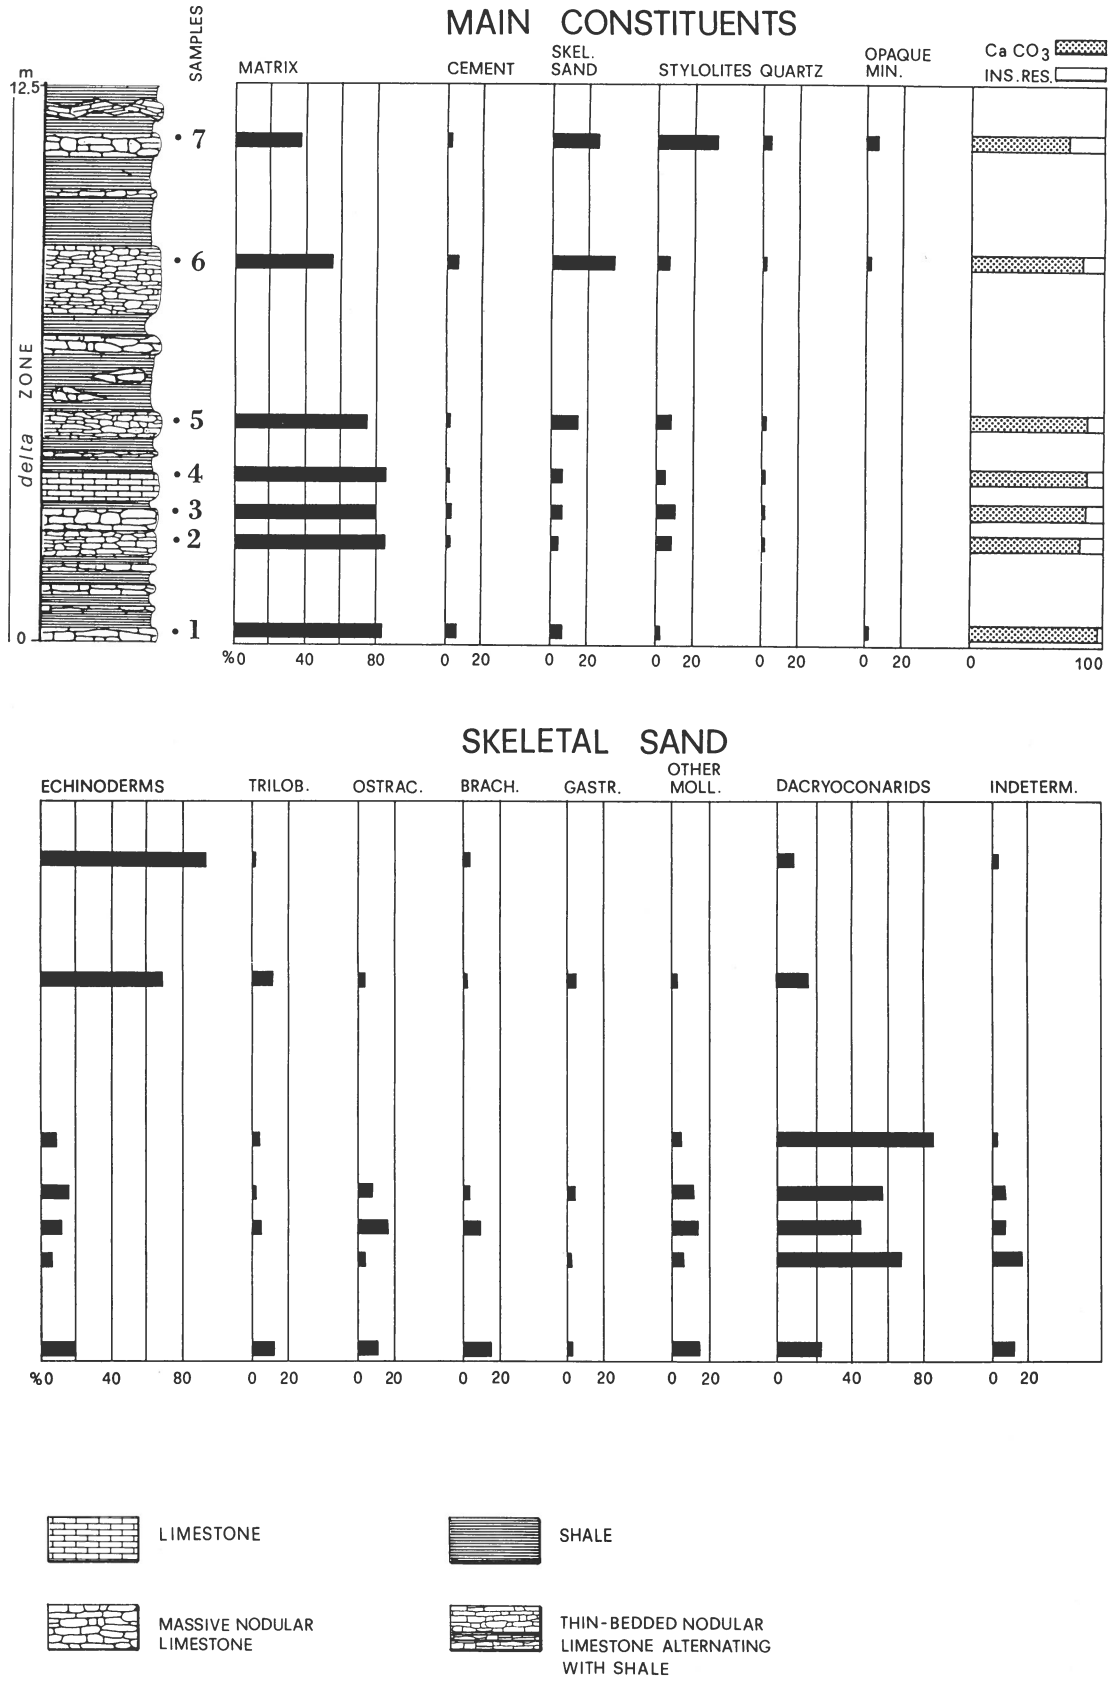 MAIN CONSTITUENTS
SAMPLES
MATRIX CEMENT SKEL. SAND STYLOLITES QUARTZ OPAQUE MIN. Ca CO3
INS.RES.
m
12.5
7
6
5
4
3
2
1
0
delta ZONE
%0 40 80 0 20 0 20 0 20 0 20 0 20 0 100
SKELETAL SAND
ECHINODERMS TRILOB. OSTRAC. BRACH. GASTR. OTHER MOLL. DACRYOCONARIDS INDETERM.
%0 40 80 0 20 0 20 0 20 0 20 0 20 0 40 80 0 20
LIMESTONE
SHALE
MASSIVE NODULAR
LIMESTONE
THIN-BEDDED NODULAR
LIMESTONE ALTERNATING
WITH SHALE